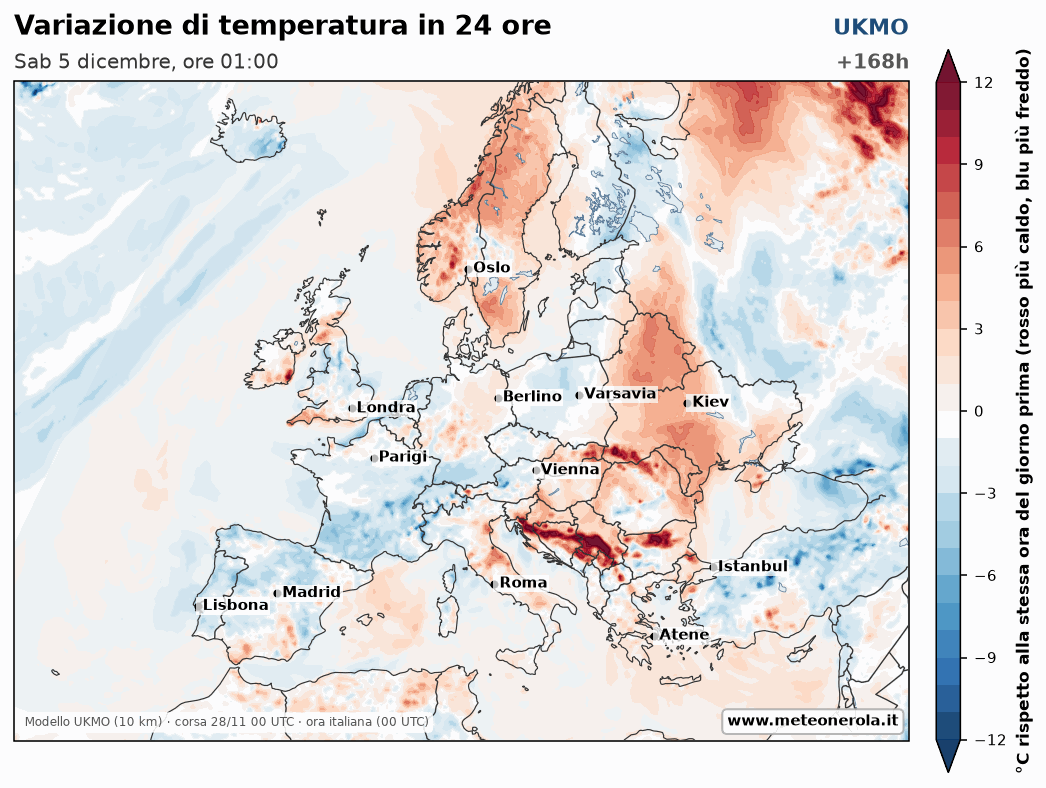 Variazione di temperatura in 24 ore
UKMO
Sab 5 dicembre, ore 01:00
+168h
Oslo
Berlino
Varsavia
Kiev
Londra
Parigi
Vienna
Istanbul
Roma
Madrid
Lisbona
Atene
Modello UKMO (10 km) · corsa 28/11 00 UTC · ora italiana (00 UTC)
www.meteonerola.it
12
9
6
3
0
−3
−6
−9
−12
°C rispetto alla stessa ora del giorno prima (rosso più caldo, blu più freddo)